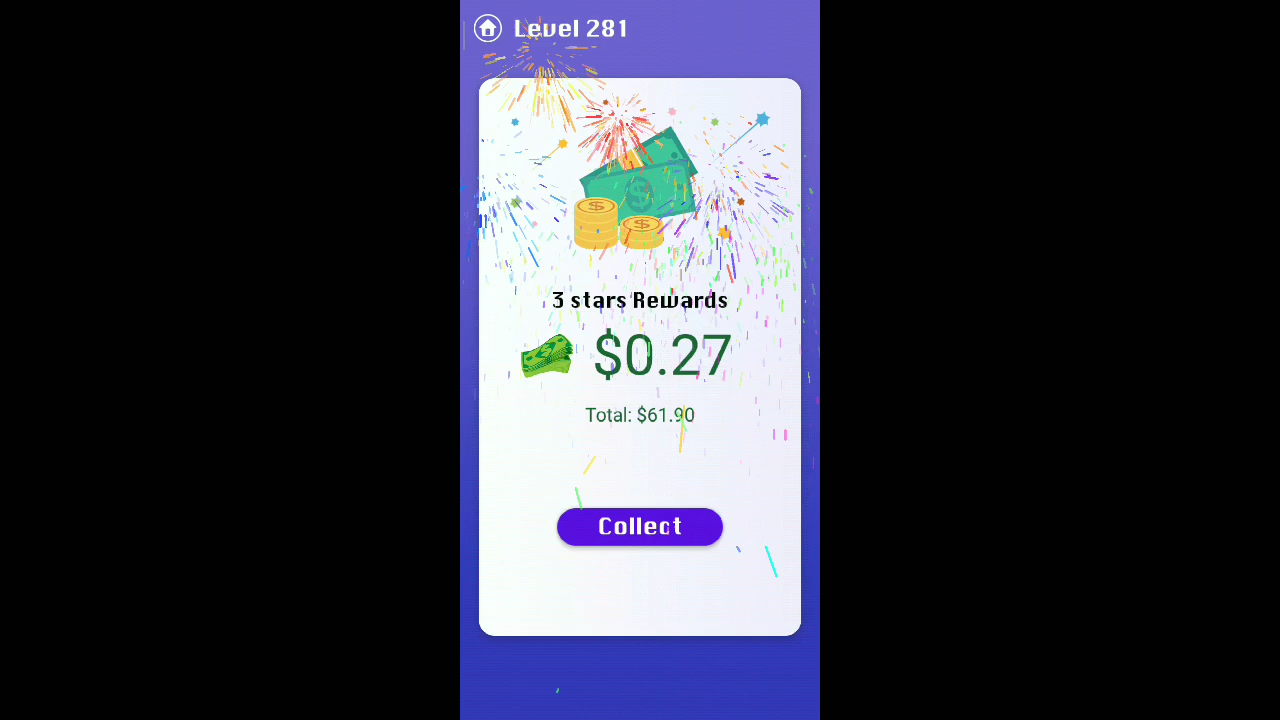 Level 281
3 stars Rewards
$0.27
Total: $61.90
Collect